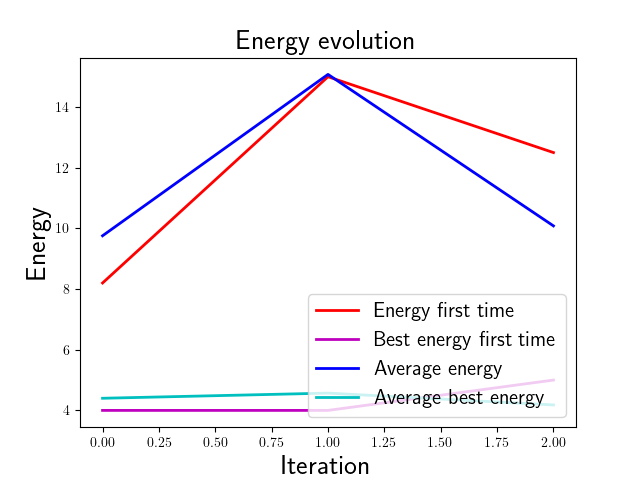 Energy evolution
Energy
14
12
10
8
6
4
Energy first time
Best energy first time
Average energy
Average best energy
0.00 0.25 0.50 0.75 1.00 1.25 1.50 1.75 2.00
Iteration